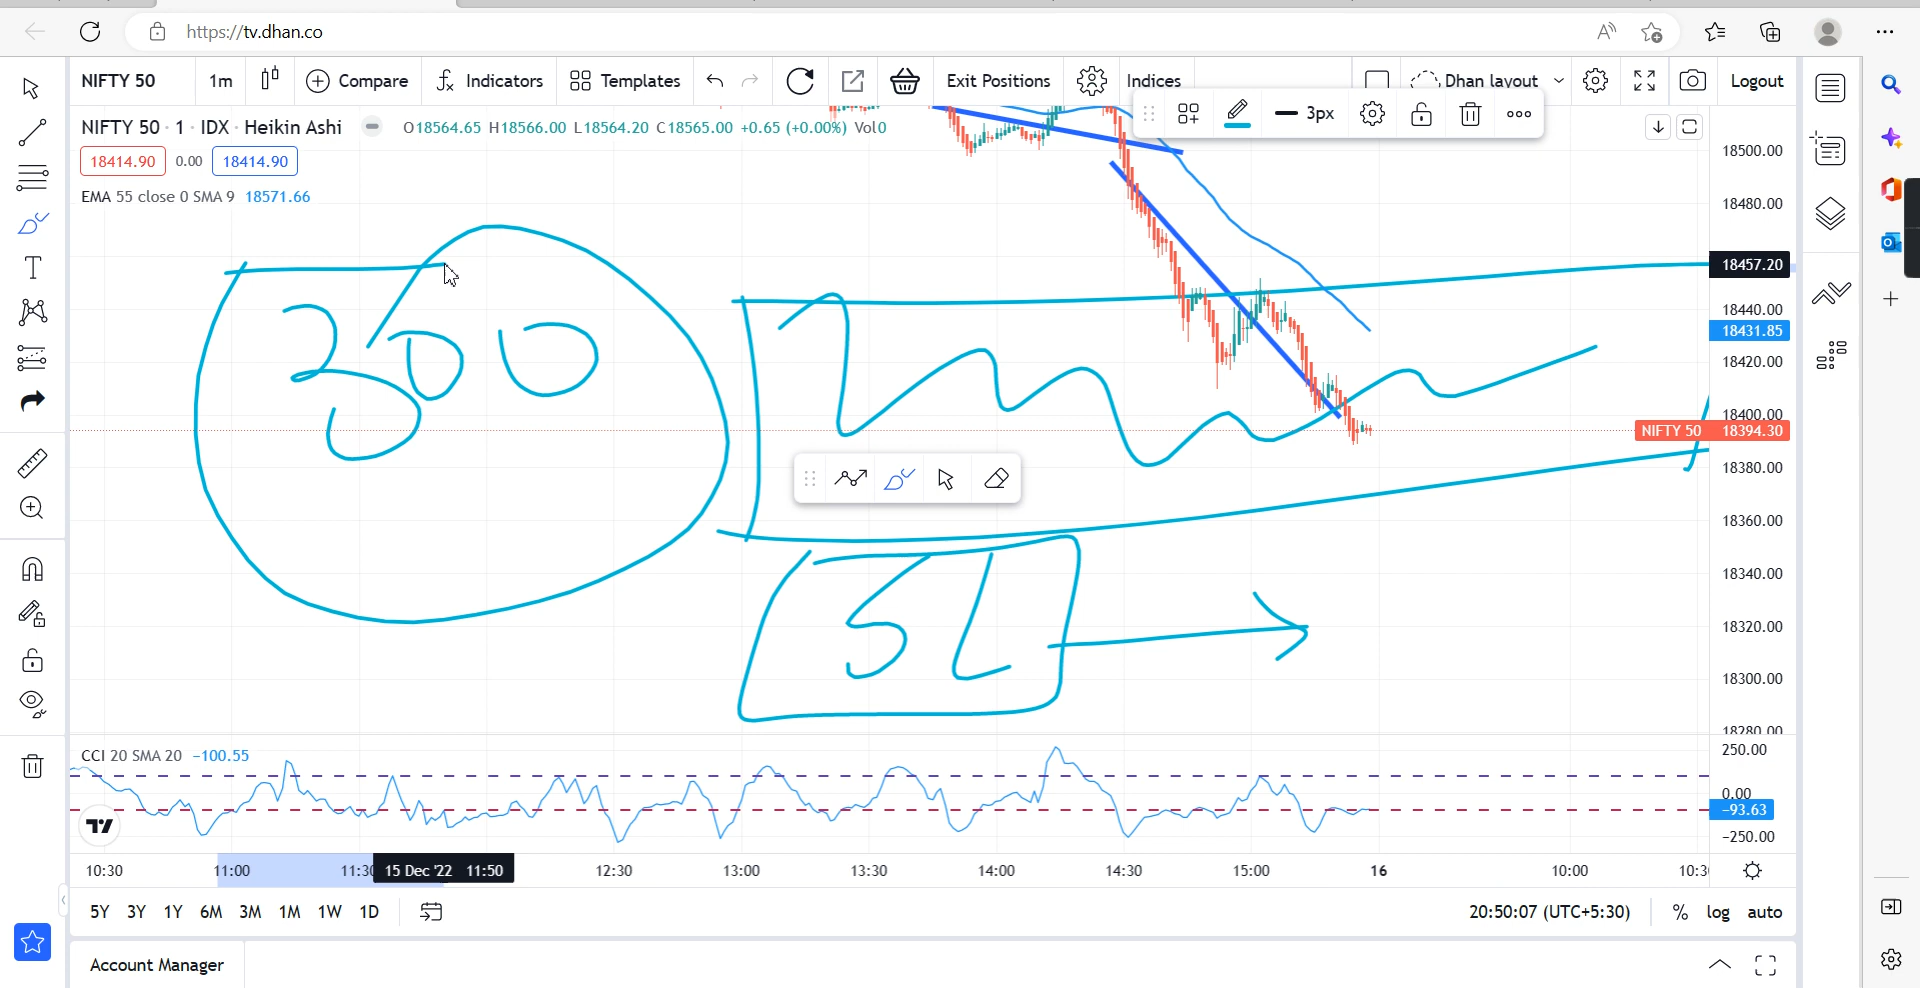 https://tv.dhan.co
NIFTY 50 1m Compare Indicators Templates Exit Positions Indices Dhan layout Logout
NIFTY 50 · 1 · IDX · Heikin Ashi O18564.65 H18566.00 L18564.20 C18565.00 +0.65 (+0.00%) Vol0
3px
18414.90 0.00 18414.90
EMA 55 close 0 SMA 9 18571.66
18500.00
18480.00
18457.20
18440.00
18431.85
18420.00
18400.00
NIFTY 50 18394.30
18380.00
18360.00
18340.00
18320.00
18300.00
18280.00
300
SL
CCI 20 SMA 20 −100.55
250.00
0.00
−93.63
−250.00
10:30 11:00 11:30 15 Dec '22 11:50 12:30 13:00 13:30 14:00 14:30 15:00 16 10:00
5Y 3Y 1Y 6M 3M 1M 1W 1D 20:50:07 (UTC+5:30) % log auto
Account Manager